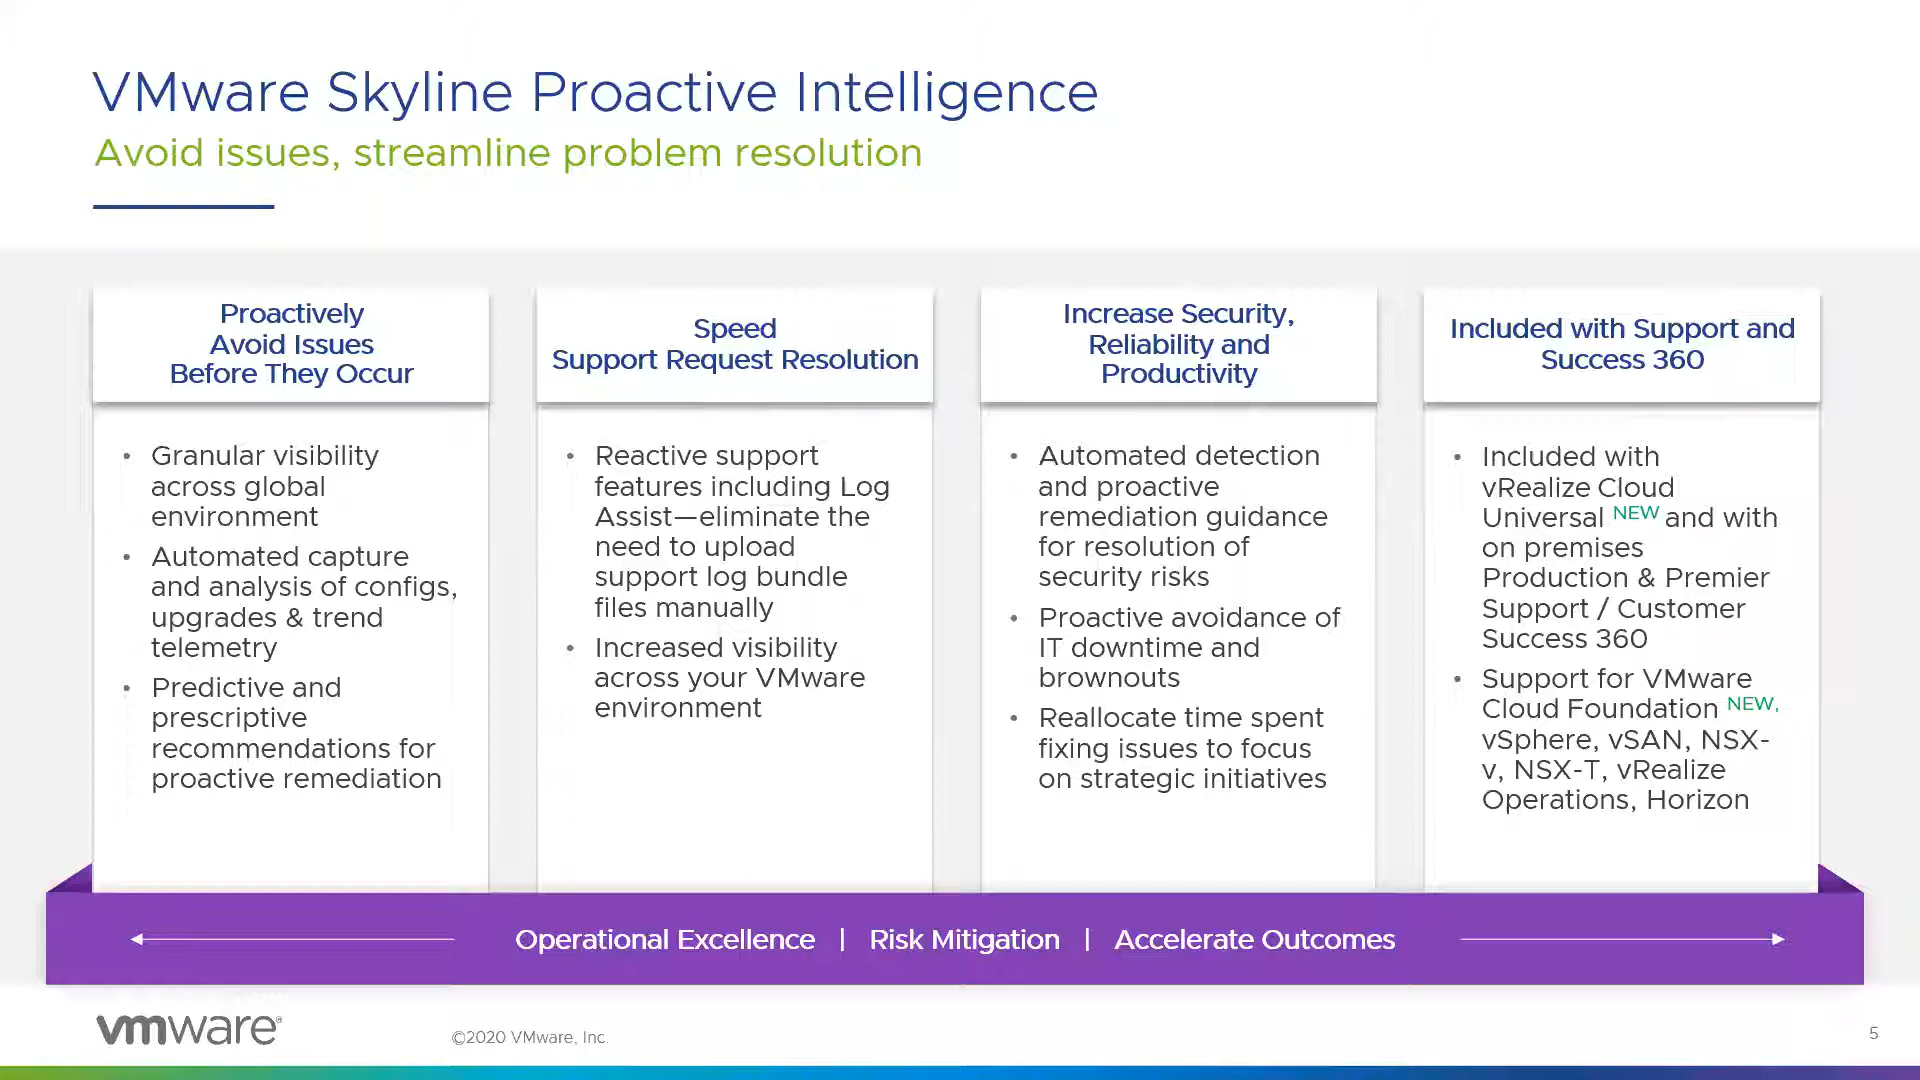 VMware Skyline Proactive Intelligence
Avoid issues, streamline problem resolution
Proactively
Avoid Issues
Before They Occur
• Granular visibility
across global
environment
• Automated capture
and analysis of configs,
upgrades & trend
telemetry
• Predictive and
prescriptive
recommendations for
proactive remediation
Speed
Support Request Resolution
• Reactive support
features including Log
Assist—eliminate the
need to upload
support log bundle
files manually
• Increased visibility
across your VMware
environment
Increase Security,
Reliability and
Productivity
• Automated detection
and proactive
remediation guidance
for resolution of
security risks
• Proactive avoidance of
IT downtime and
brownouts
• Reallocate time spent
fixing issues to focus
on strategic initiatives
Included with Support and
Success 360
• Included with
vRealize Cloud
Universal NEW and with
on premises
Production & Premier
Support / Customer
Success 360
• Support for VMware
Cloud Foundation NEW,
vSphere, vSAN, NSX-
v, NSX-T, vRealize
Operations, Horizon
Operational Excellence | Risk Mitigation | Accelerate Outcomes
vmware®
©2020 VMware, Inc.
5